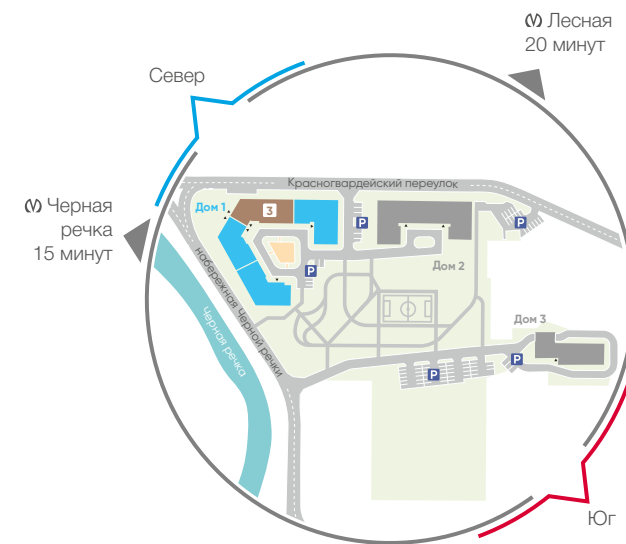 Лесная
20 минут
Север
Красногвардейский переулок
Дом 1
3
P
P
Черная
речка
15 минут
Дом 2
P
набережная Черной речки
Черная речка
Дом 3
P
P
Юг